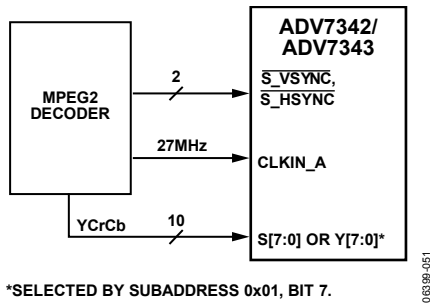 ADV7342/
ADV7343
MPEG2
DECODER
2
S_VSYNC,
S_HSYNC
27MHz
CLKIN_A
YCrCb
10
S[7:0] OR Y[7:0]*
*SELECTED BY SUBADDRESS 0x01, BIT 7.
06399-051